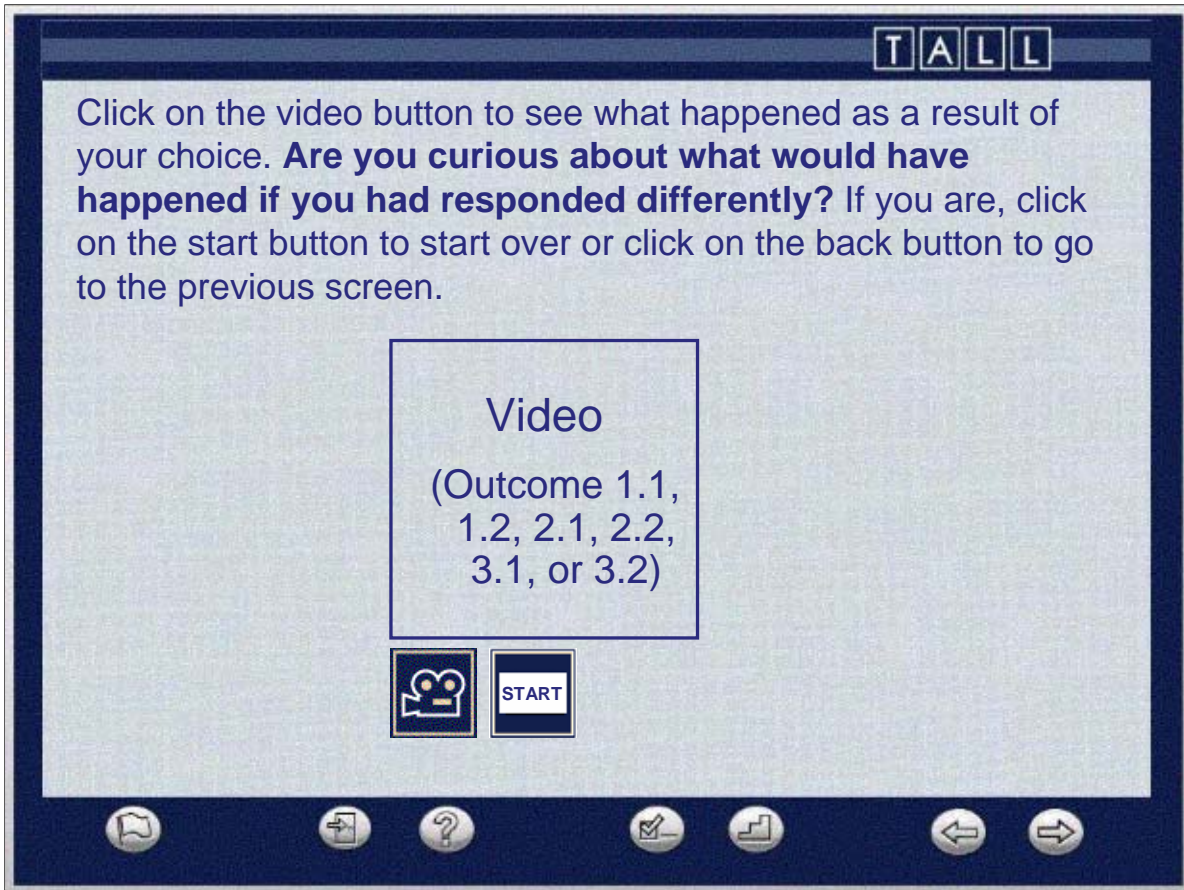 TALL
Click on the video button to see what happened as a result of
your choice. Are you curious about what would have
happened if you had responded differently? If you are, click
on the start button to start over or click on the back button to go
to the previous screen.
Video
(Outcome 1.1,
1.2, 2.1, 2.2,
3.1, or 3.2)
START
?